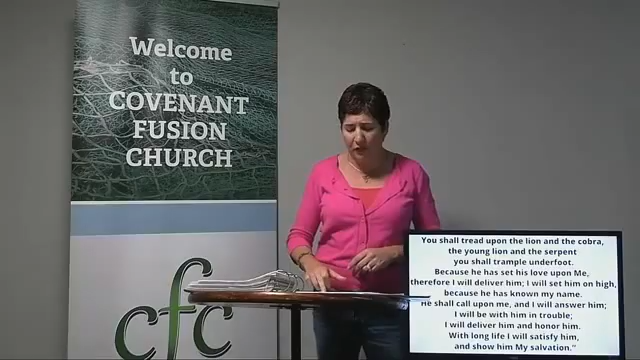 Welcome
to
COVENANT
FUSION
CHURCH
cfc
You shall tread upon the lion and the cobra,
the young lion and the serpent
you shall trample underfoot.
Because he has set his love upon Me,
therefore I will deliver him; I will set him on high,
because he has known my name.
He shall call upon me, and I will answer him;
I will be with him in trouble;
I will deliver him and honor him.
With long life I will satisfy him,
and show him My salvation.”